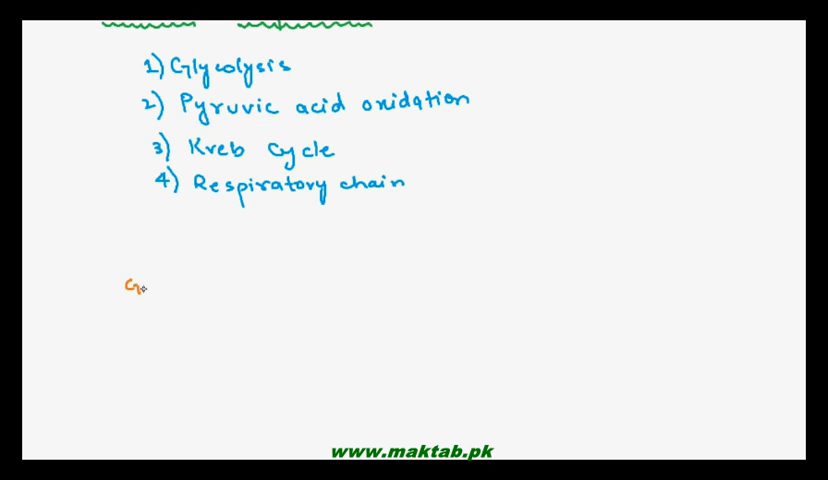 1) Glycolysis
2) Pyruvic acid oxidation
3) Kreb Cycle
4) Respiratory chain
G
www.maktab.pk